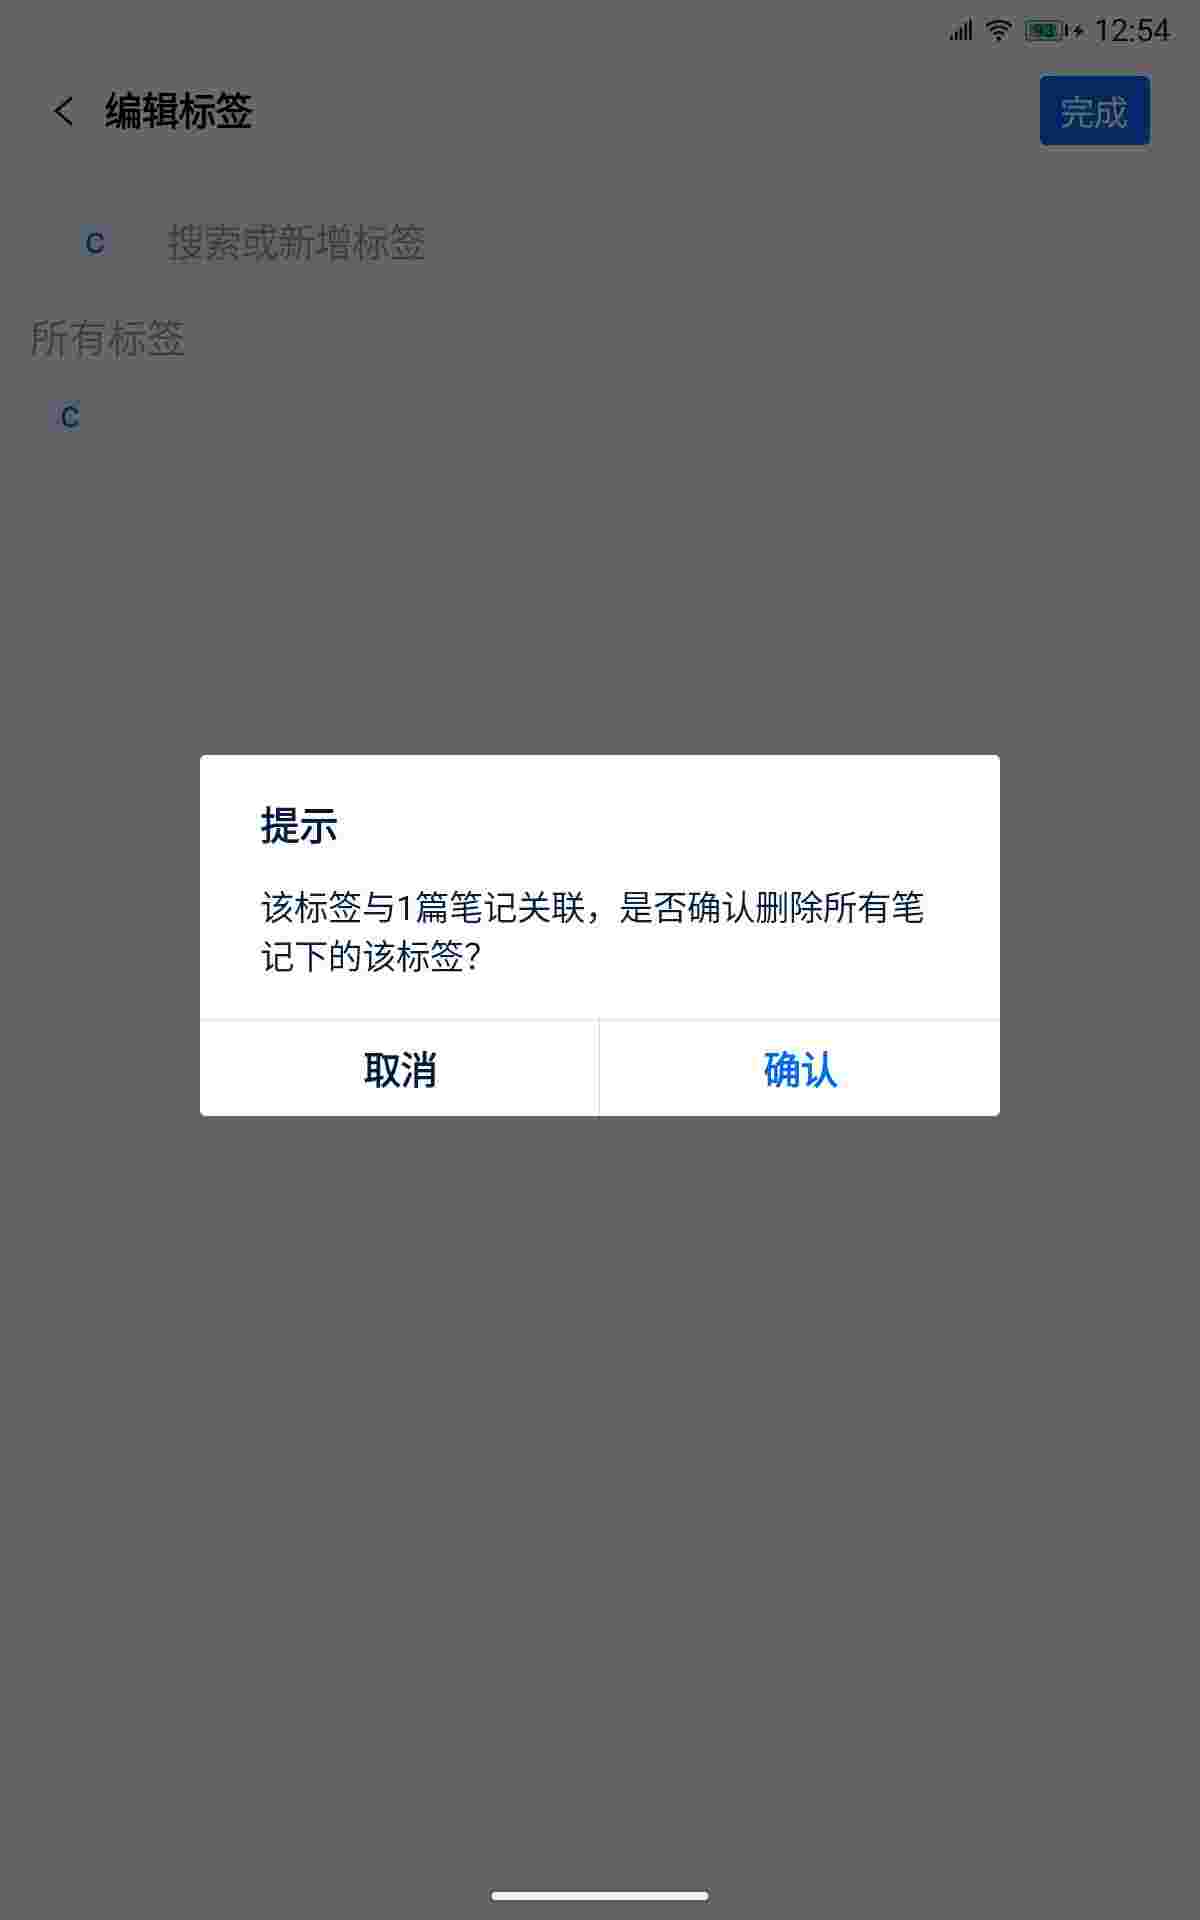 93 12:54
编辑标签
完成
C 搜索或新增标签
所有标签
C
提示
该标签与1篇笔记关联，是否确认删除所有笔
记下的该标签？
取消
确认